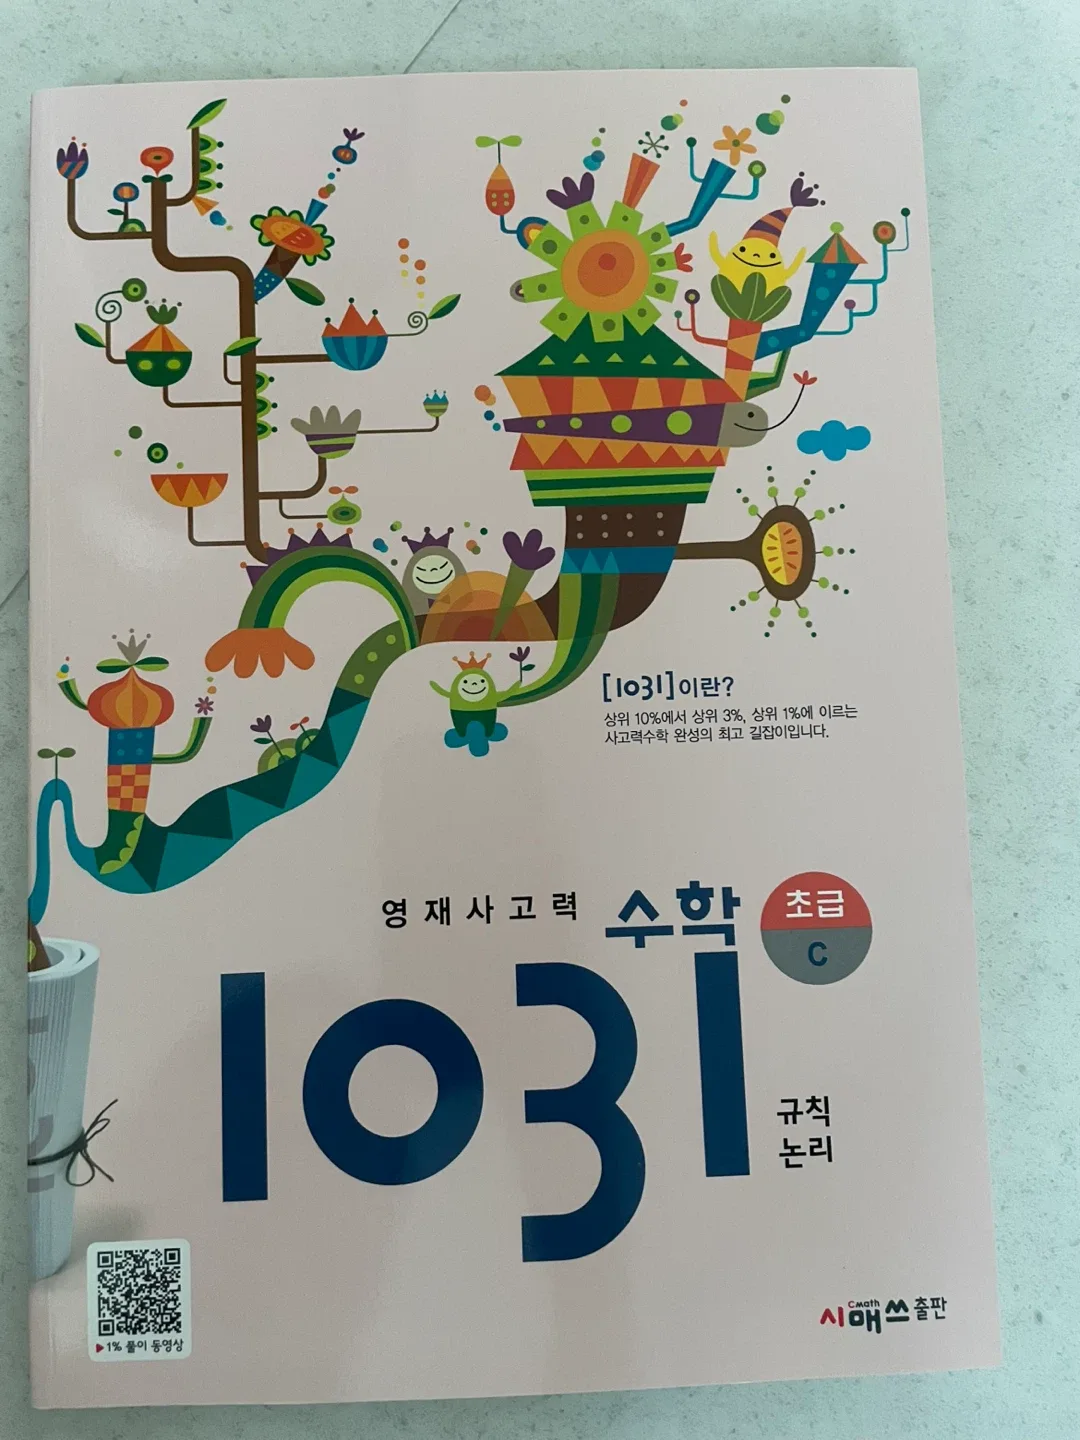 [1031]이란?
상위 10%에서 상위 3%, 상위 1%에 이르는
사고력수학 완성의 최고 길잡이입니다.
영재사고력 수학
초급
C
1031
규칙
논리
▶1% 풀이 동영상
Cmath
시매쓰출판